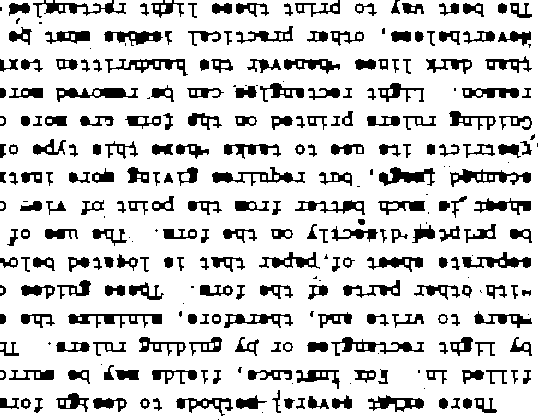 There exist several methods to design form
filled in. For instance, fields may be surro
by light rectangles or by guiding rulers. Th
where to write and, therefore, minimize the s
with other parts of the form. These guides c
separate sheet of paper that is located below
be printed directly on the form. The use of
sheet is much better from the point of view o
scanned image, but requires giving more instr
restricts its use to tasks where this type of
Guiding rulers printed on the form are more c
reason. Light rectangles can be removed more
than dark lines whenever the handwritten text
Nevertheless, other practical issues must be
The best way to print these light rectangles